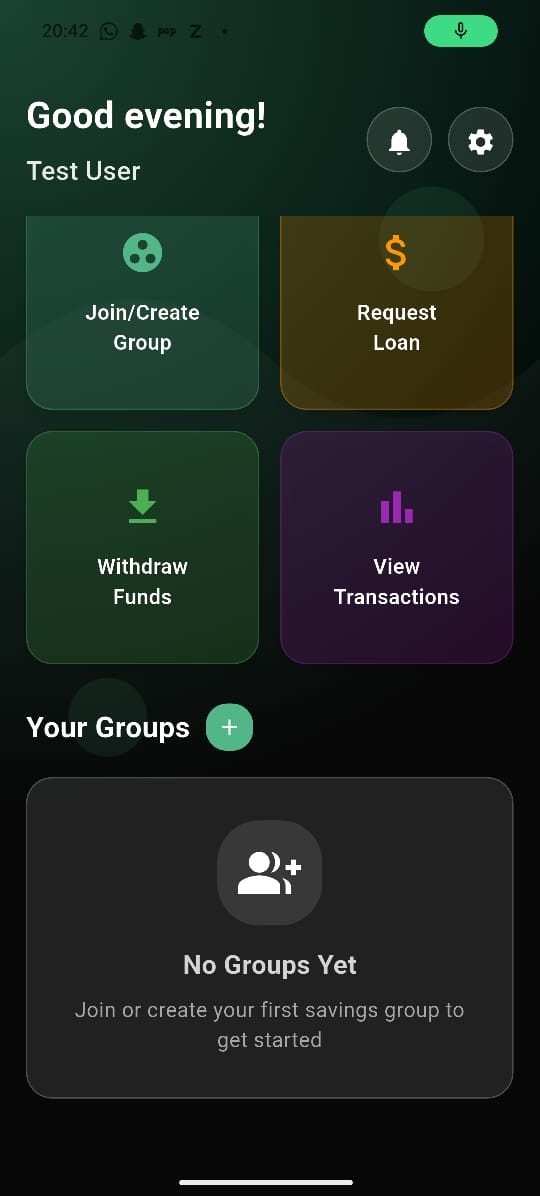 20:42 pap Z
Good evening!
Test User
Join/Create
Group
Request
Loan
Withdraw
Funds
View
Transactions
Your Groups
No Groups Yet
Join or create your first savings group to
get started